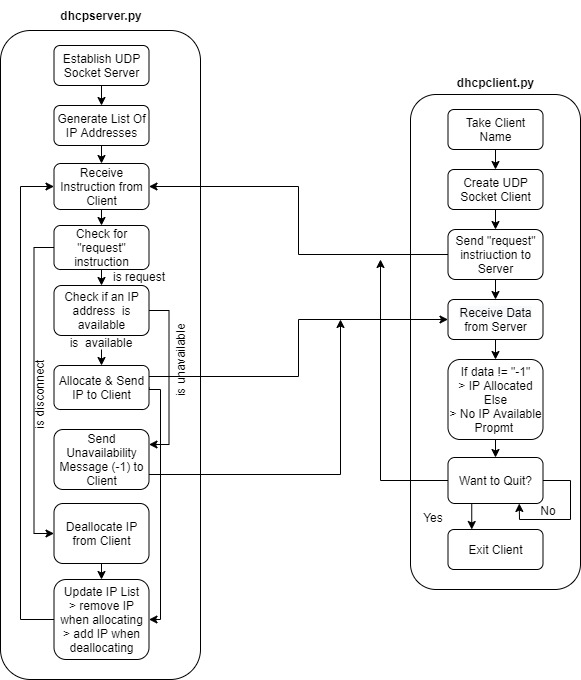 dhcpserver.py
Establish UDP
Socket Server
Generate List Of
IP Addresses
Receive
Instruction from
Client
Check for
"request"
instruction
is request
Check if an IP
address is
available
is available
is unavailable
is disconnect
Allocate & Send
IP to Client
Send
Unavailability
Message (-1) to
Client
Deallocate IP
from Client
Update IP List
> remove IP
when allocating
> add IP when
deallocating
dhcpclient.py
Take Client
Name
Create UDP
Socket Client
Send "request"
instriuction to
Server
Receive Data
from Server
If data != "-1"
> IP Allocated
Else
> No IP Available
Propmt
Want to Quit?
Yes
No
Exit Client